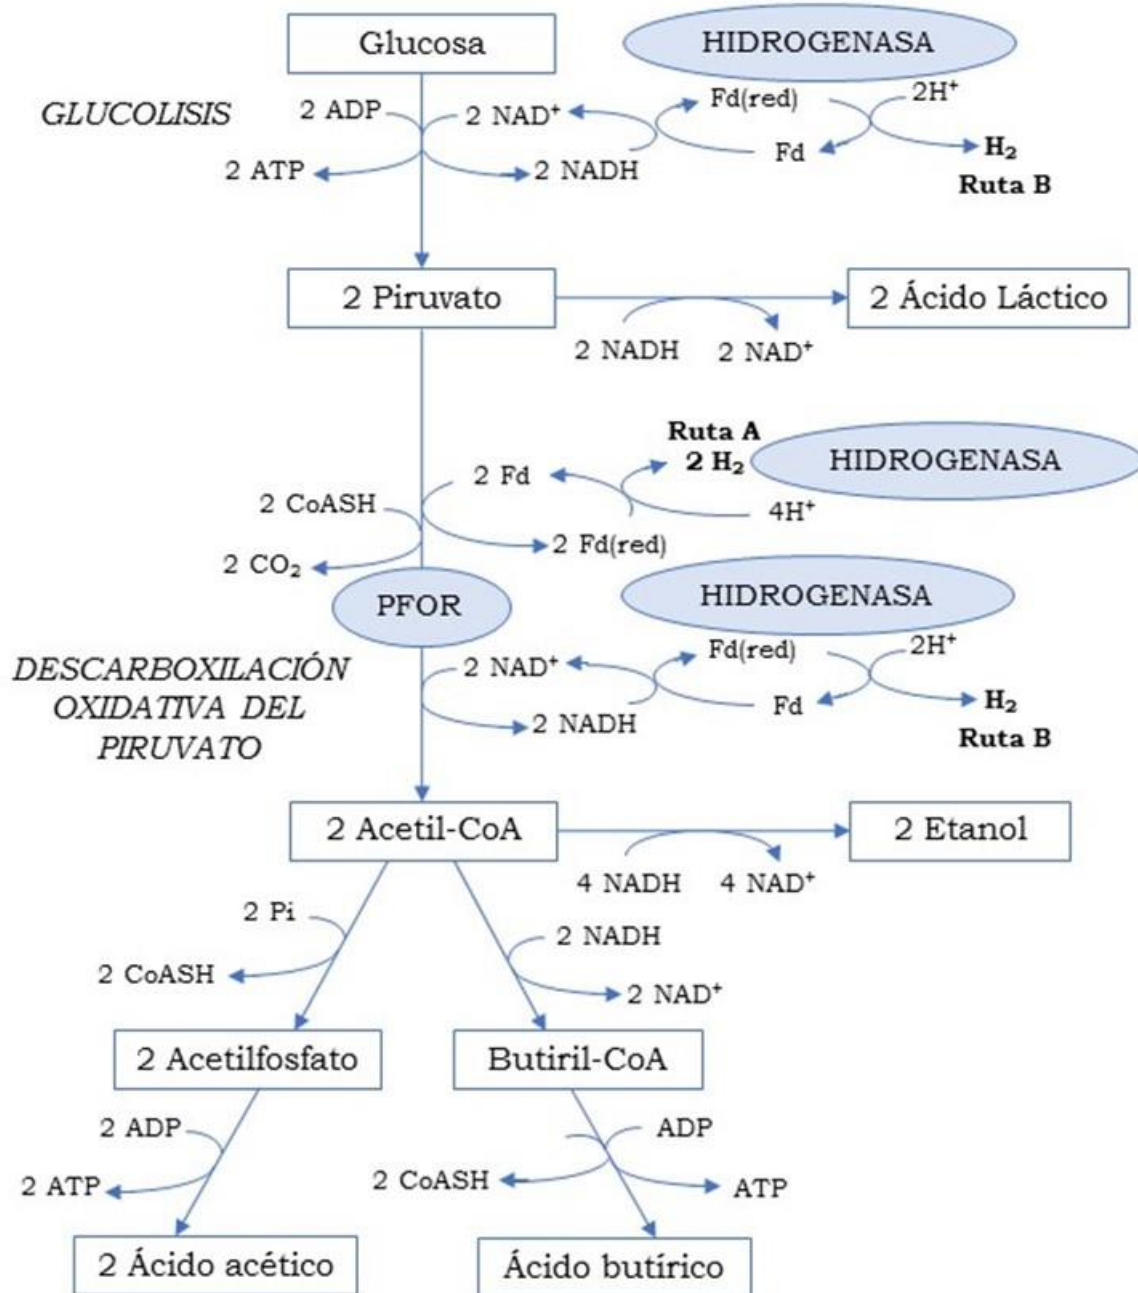 Glucosa
HIDROGENASA
GLUCOLISIS
2 ADP
2 NAD⁺
Fd(red)
2H⁺
2 ATP
2 NADH
Fd
H₂
Ruta B
2 Piruvato
2 Ácido Láctico
2 NADH
2 NAD⁺
Ruta A
2 H₂
HIDROGENASA
2 Fd
4H⁺
2 CoASH
2 Fd(red)
2 CO₂
PFOR
HIDROGENASA
DESCARBOXILACIÓN
OXIDATIVA DEL
PIRUVATO
2 NAD⁺
Fd(red)
2H⁺
2 NADH
Fd
H₂
Ruta B
2 Acetil-CoA
2 Etanol
4 NADH
4 NAD⁺
2 Pi
2 NADH
2 CoASH
2 NAD⁺
2 Acetilfosfato
Butiril-CoA
2 ADP
ADP
2 ATP
2 CoASH
ATP
2 Ácido acético
Ácido butírico